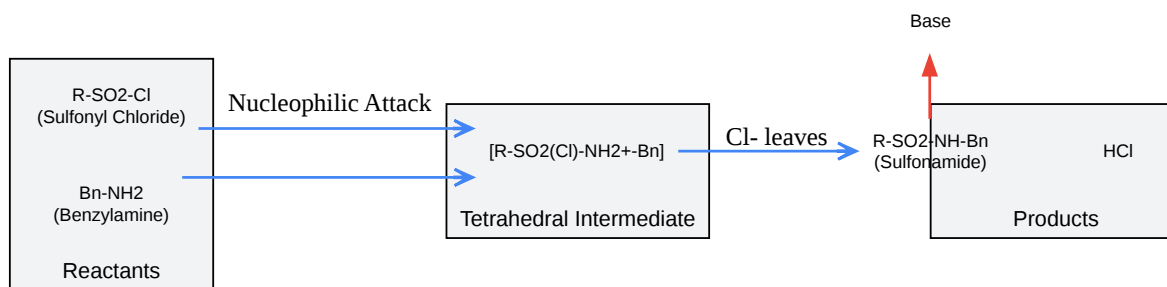 Base
R-SO2-Cl
(Sulfonyl Chloride)
Nucleophilic Attack
Cl- leaves
[R-SO2(Cl)-NH2+-Bn]
R-SO2-NH-Bn
(Sulfonamide)
HCl
Bn-NH2
(Benzylamine)
Tetrahedral Intermediate
Products
Reactants